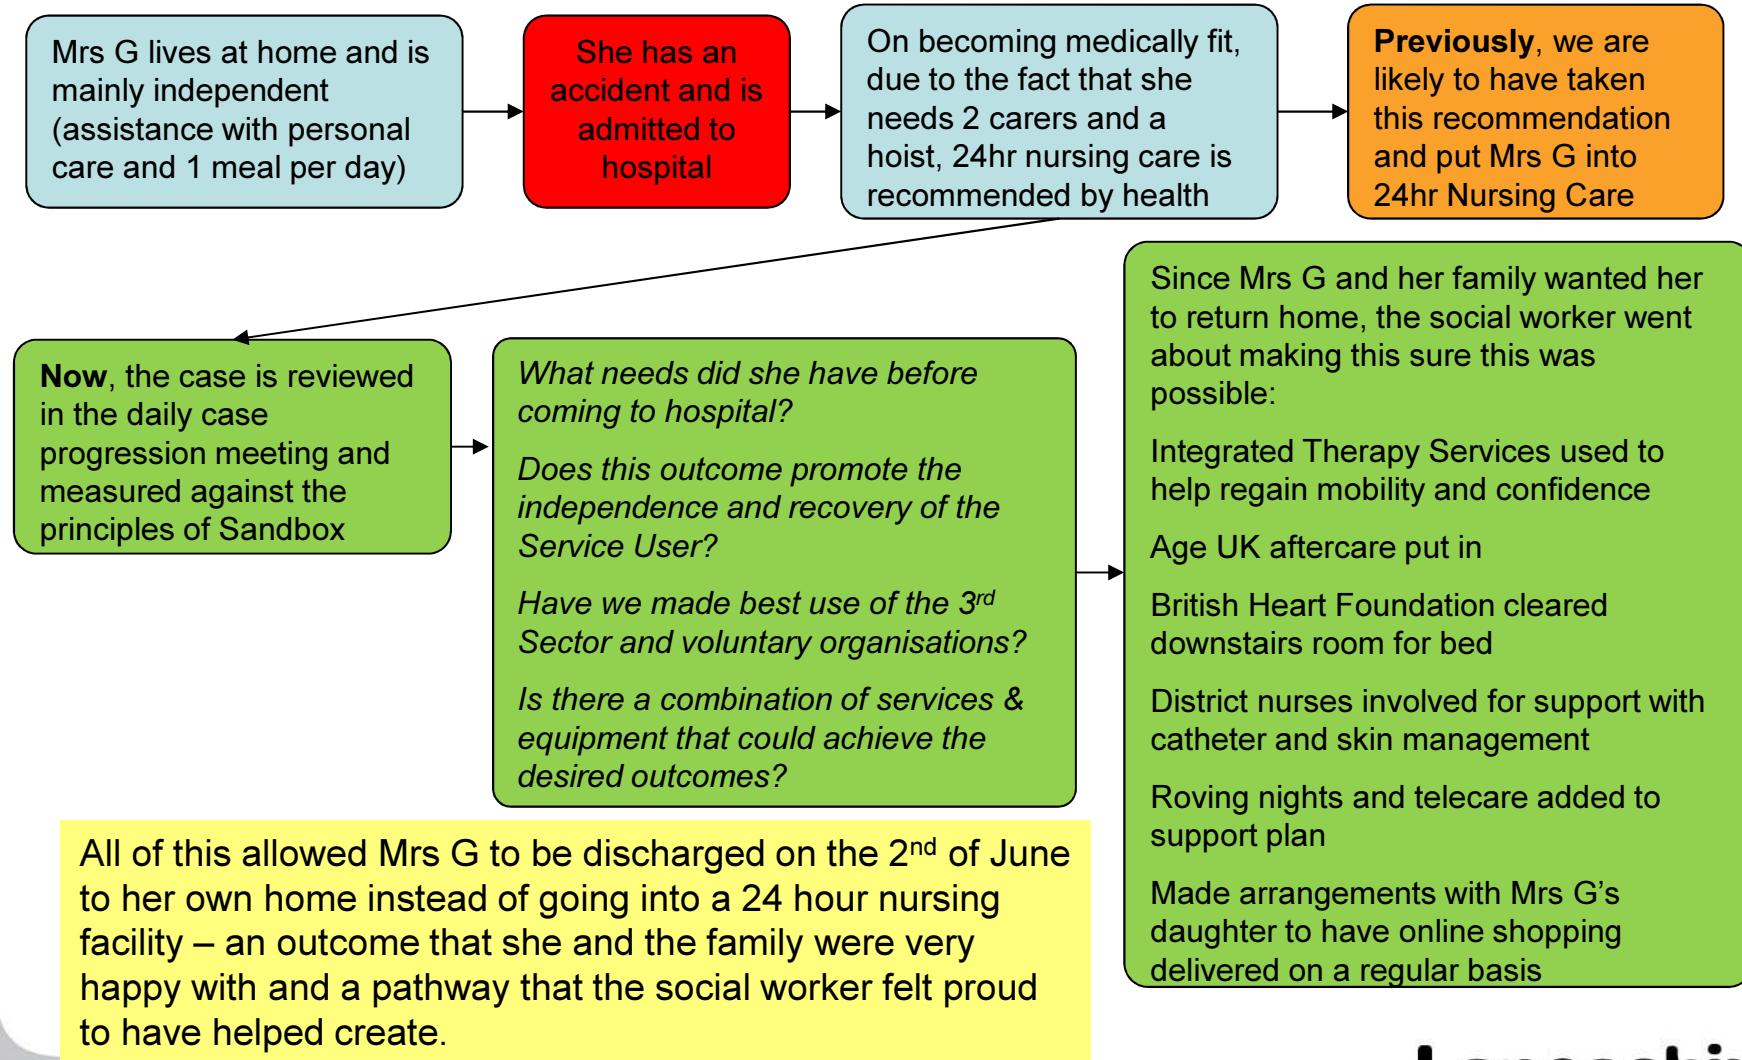 Mrs G lives at home and is
mainly independent
(assistance with personal
care and 1 meal per day)
She has an
accident and is
admitted to
hospital
On becoming medically fit,
due to the fact that she
needs 2 carers and a
hoist, 24hr nursing care is
recommended by health
Previously, we are
likely to have taken
this recommendation
and put Mrs G into
24hr Nursing Care
Now, the case is reviewed
in the daily case
progression meeting and
measured against the
principles of Sandbox
What needs did she have before
coming to hospital?
Does this outcome promote the
independence and recovery of the
Service User?
Have we made best use of the 3rd
Sector and voluntary organisations?
Is there a combination of services &
equipment that could achieve the
desired outcomes?
Since Mrs G and her family wanted her
to return home, the social worker went
about making this sure this was
possible:
Integrated Therapy Services used to
help regain mobility and confidence
Age UK aftercare put in
British Heart Foundation cleared
downstairs room for bed
District nurses involved for support with
catheter and skin management
Roving nights and telecare added to
support plan
Made arrangements with Mrs G’s
daughter to have online shopping
delivered on a regular basis
All of this allowed Mrs G to be discharged on the 2nd of June
to her own home instead of going into a 24 hour nursing
facility – an outcome that she and the family were very
happy with and a pathway that the social worker felt proud
to have helped create.